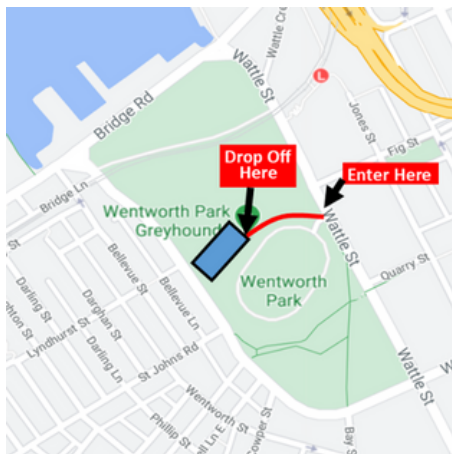 Wattle Cre
Wattle St
Bridge Rd
L
Jones St
Fig St
Drop Off
Here
Enter Here
Bridge Ln
Wentworth Park
Greyhound
Wattle St
Bellevue St
Quarry St
Wentworth
Park
Darling St
Darghan St
Bellevue Ln
Lyndhurst St
Darling Ln
St Johns Rd
Wattle St
Wentworth St
Phillip St
Cowper St
Bay S